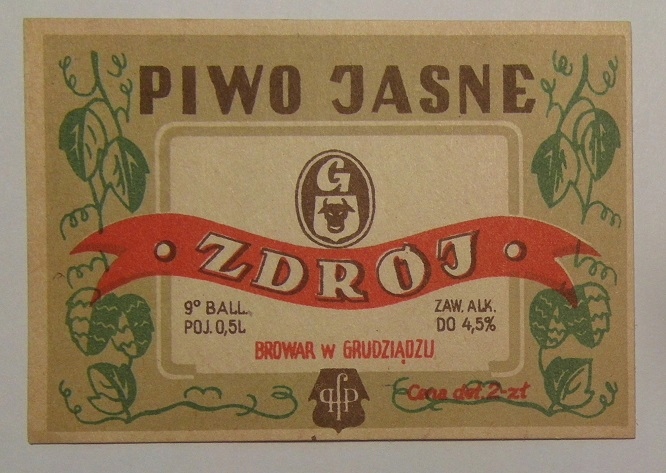 PIWO JASNE
G
• ZDRÓJ •
9° BALL.
POJ. 0,5L
ZAW. ALK.
DO 4,5%
BROWAR W GRUDZIĄDZU
Cena det. 2-zł